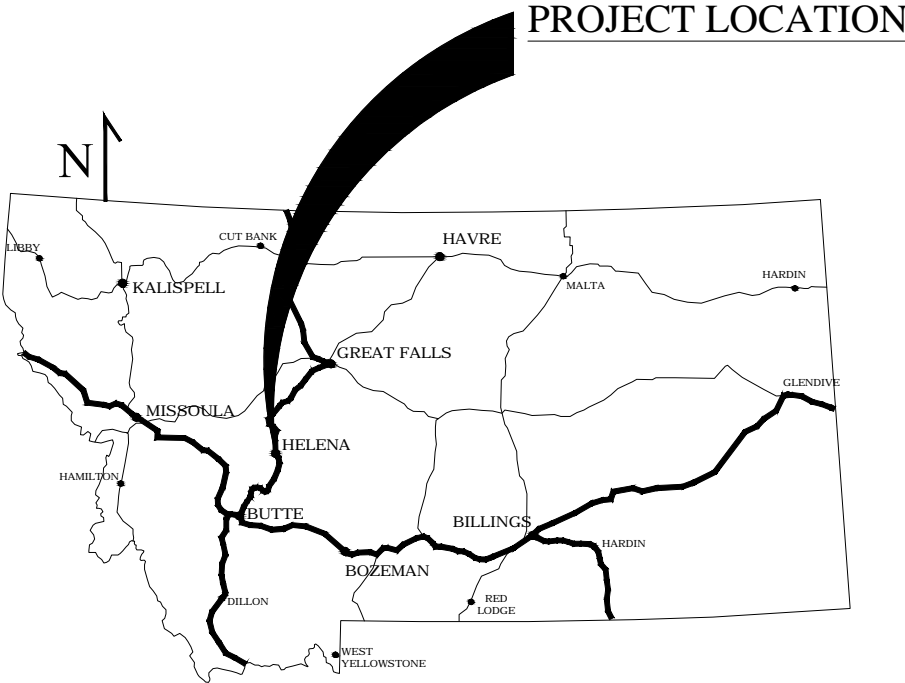 PROJECT LOCATION
N
CUT BANK
HAVRE
LIBBY
HARDIN
KALISPELL
MALTA
GREAT FALLS
GLENDIVE
MISSOULA
HELENA
HAMILTON
BUTTE
BILLINGS
HARDIN
BOZEMAN
DILLON
RED
LODGE
WEST
YELLOWSTONE